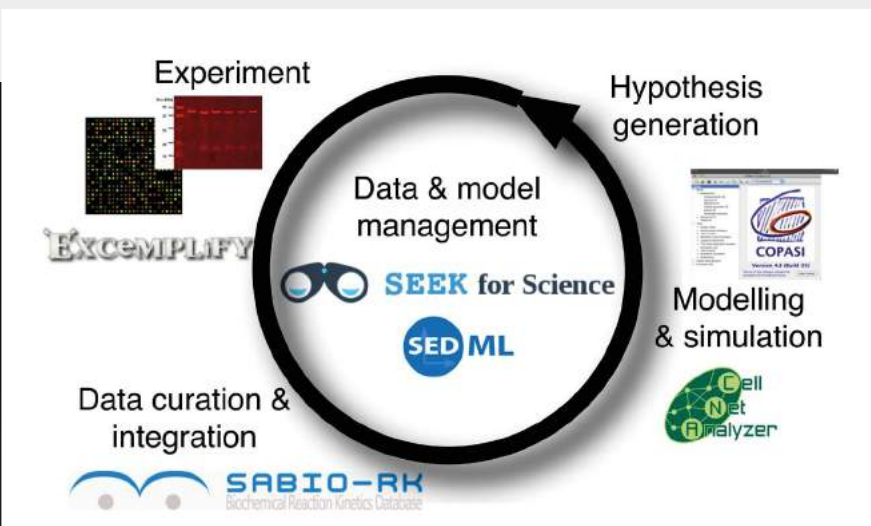 Experiment
Hypothesis
generation
EXCEMPLIFY
Data & model
management
SEEK for Science
SED ML
COPASI
Modelling
& simulation
Cell
Net
Analyzer
Data curation &
integration
SABIO-RK
Biochemical Reaction Kinetics Database